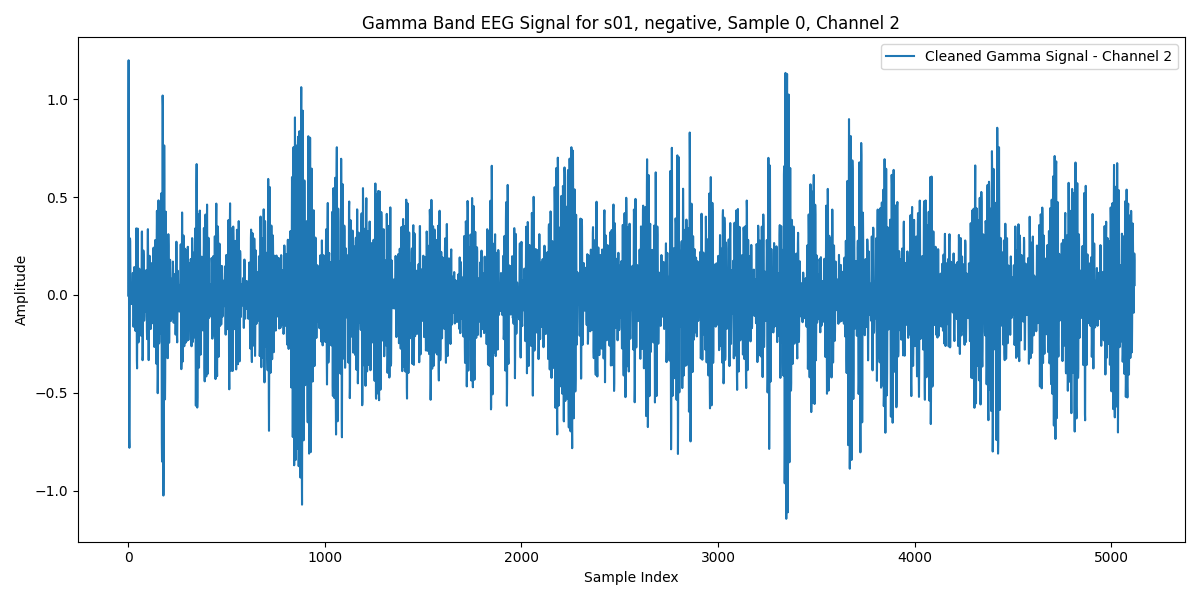 Gamma Band EEG Signal for s01, negative, Sample 0, Channel 2
Cleaned Gamma Signal - Channel 2
Amplitude
1.0
0.5
0.0
−0.5
−1.0
0 1000 2000 3000 4000 5000
Sample Index